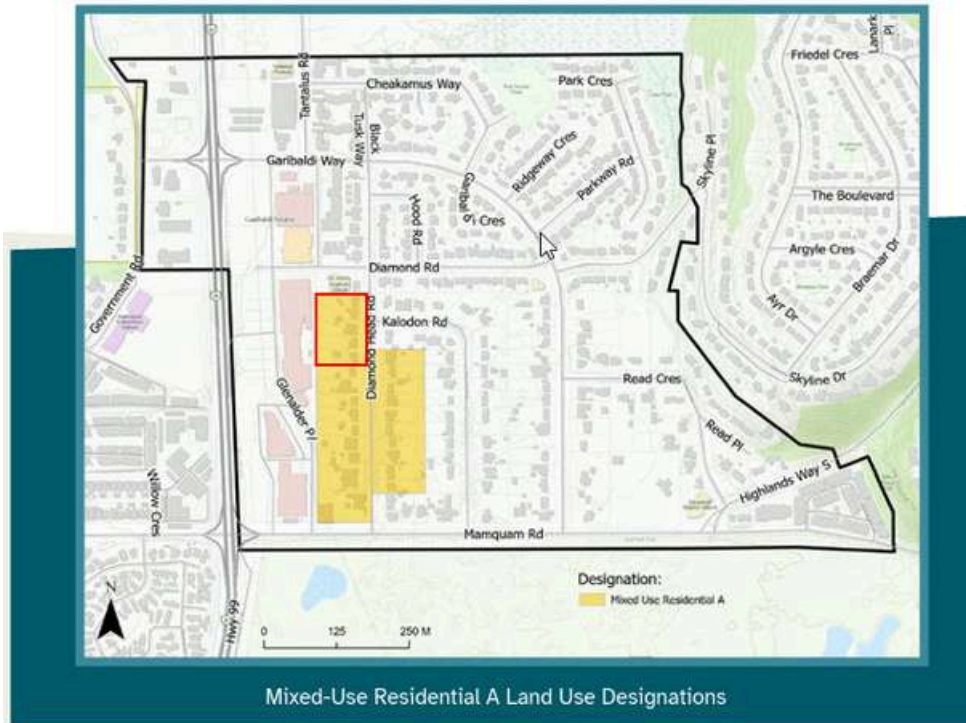 Lanark
Pl
Friedel Cres
Tantalus Rd
Cheakamus Way
Park Cres
Tusk Way
Black
Skyline Pl
Garibaldi Way
Ridgeway Cres
Parkway Rd
The Boulevard
Wood Rd
Garibaldi
Cres
Argyle Cres
Braemar Dr
Diamond Rd
Government Rd
Ayr Dr
Diamond Head Rd
Kalodon Rd
Skyline Dr
Read Cres
Glenalder Pl
Read Pl
Willow Cres
Highlands Way S
Mamquam Rd
Designation:
Mixed Use Residential A
N
Hwy 99
0 125 250 M
Mixed-Use Residential A Land Use Designations